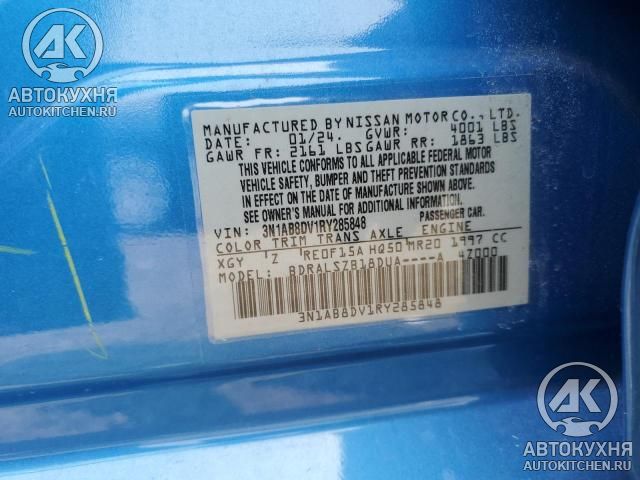 АК
АВТОКУХНЯ
AUTOKITCHEN.RU
MANUFACTURED BY NISSAN MOTOR CO., LTD.
DATE: 01/24. GVWR: 4001 LBS
GAWR FR: 2161 LBS GAWR RR: 1863 LBS
THIS VEHICLE CONFORMS TO ALL APPLICABLE FEDERAL MOTOR
VEHICLE SAFETY, BUMPER AND THEFT PREVENTION STANDARDS
IN EFFECT ON THE DATE OF MANUFACTURE SHOWN ABOVE.
SEE OWNER'S MANUAL FOR ADDITIONAL INFORMATION.
VIN: 3N1AB8DV1RY285848 PASSENGER CAR.
COLOR TRIM TRANS AXLE ENGINE
XGY Z RE0F15A HQ50 MR20 1997 CC
BDRALSZB18DUA----A 4Z000
3N1AB8DV1RY285848
АК
АВТОКУХНЯ
AUTOKITCHEN.RU